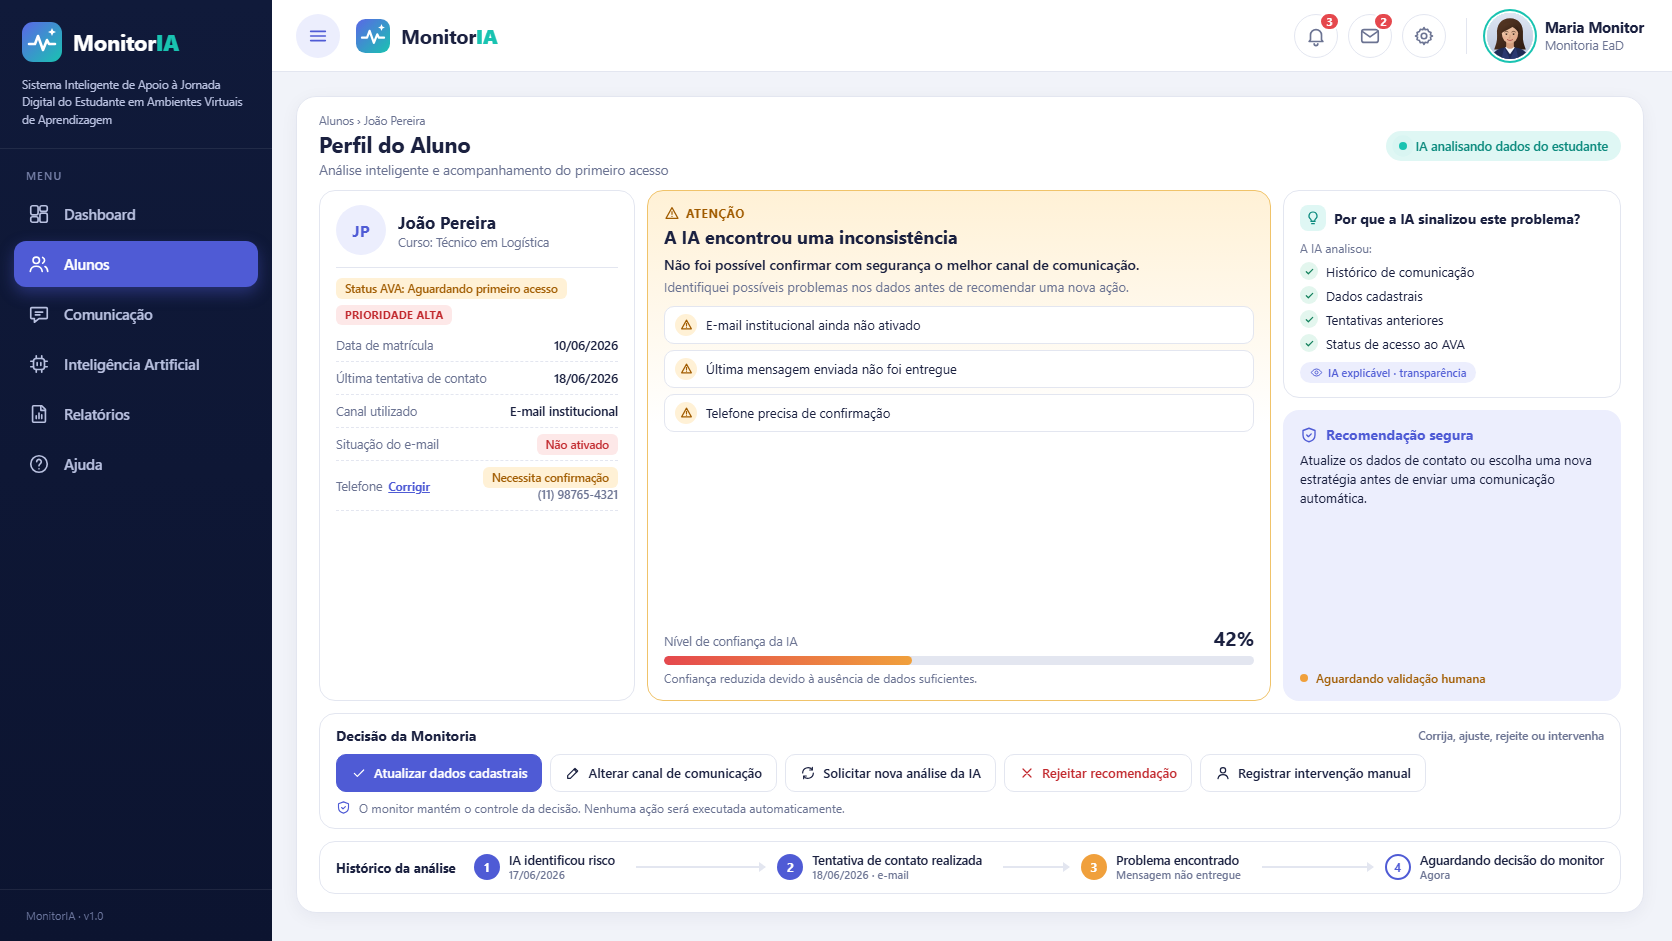 MonitorIA
Sistema Inteligente de Apoio à Jornada
Digital do Estudante em Ambientes Virtuais
de Aprendizagem
MENU
Dashboard
Alunos
Comunicação
Inteligência Artificial
Relatórios
Ajuda
MonitorIA · v1.0
MonitorIA
3
2
Maria Monitor
Monitoria EaD
Alunos › João Pereira
Perfil do Aluno
Análise inteligente e acompanhamento do primeiro acesso
IA analisando dados do estudante
JP
João Pereira
Curso: Técnico em Logística
Status AVA: Aguardando primeiro acesso
PRIORIDADE ALTA
Data de matrícula 10/06/2026
Última tentativa de contato 18/06/2026
Canal utilizado E-mail institucional
Situação do e-mail Não ativado
Telefone Corrigir Necessita confirmação
(11) 98765-4321
ATENÇÃO
A IA encontrou uma inconsistência
Não foi possível confirmar com segurança o melhor canal de comunicação.
Identifiquei possíveis problemas nos dados antes de recomendar uma nova ação.
E-mail institucional ainda não ativado
Última mensagem enviada não foi entregue
Telefone precisa de confirmação
Nível de confiança da IA 42%
Confiança reduzida devido à ausência de dados suficientes.
Por que a IA sinalizou este problema?
A IA analisou:
Histórico de comunicação
Dados cadastrais
Tentativas anteriores
Status de acesso ao AVA
IA explicável · transparência
Recomendação segura
Atualize os dados de contato ou escolha uma nova
estratégia antes de enviar uma comunicação
automática.
Aguardando validação humana
Decisão da Monitoria
Corrija, ajuste, rejeite ou intervenha
Atualizar dados cadastrais
Alterar canal de comunicação
Solicitar nova análise da IA
Rejeitar recomendação
Registrar intervenção manual
O monitor mantém o controle da decisão. Nenhuma ação será executada automaticamente.
Histórico da análise
1
IA identificou risco
17/06/2026
2
Tentativa de contato realizada
18/06/2026 · e-mail
3
Problema encontrado
Mensagem não entregue
4
Aguardando decisão do monitor
Agora